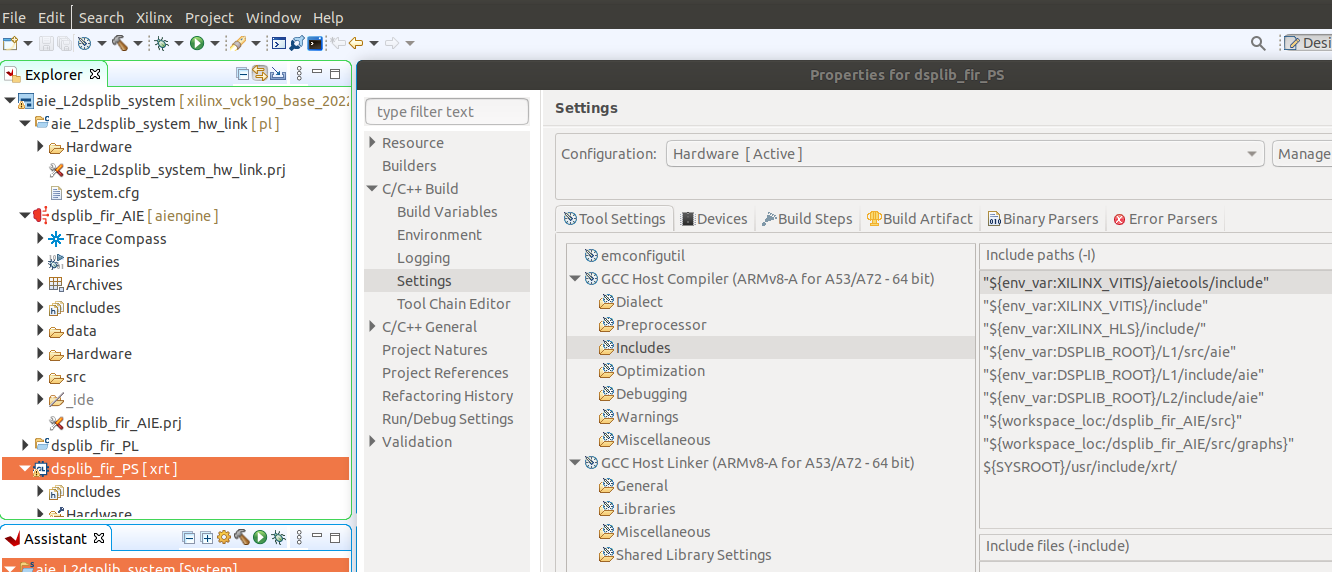 File Edit Search Xilinx Project Window Help
Desi
Explorer
aie_L2dsplib_system [ xilinx_vck190_base_2022
aie_L2dsplib_system_hw_link [ pl ]
Hardware
aie_L2dsplib_system_hw_link.prj
system.cfg
dsplib_fir_AIE [ aiengine ]
Trace Compass
Binaries
Archives
Includes
data
Hardware
src
_ide
dsplib_fir_AIE.prj
dsplib_fir_PL
dsplib_fir_PS [ xrt ]
Includes
Hardware
Assistant
aie_L2dsplib_system [System]
Properties for dsplib_fir_PS
type filter text
Resource
Builders
C/C++ Build
Build Variables
Environment
Logging
Settings
Tool Chain Editor
C/C++ General
Project Natures
Project References
Refactoring History
Run/Debug Settings
Validation
Settings
Configuration: Hardware [ Active ] Manage
Tool Settings Devices Build Steps Build Artifact Binary Parsers Error Parsers
emconfigutil
GCC Host Compiler (ARMv8-A for A53/A72 - 64 bit)
Dialect
Preprocessor
Includes
Optimization
Debugging
Warnings
Miscellaneous
GCC Host Linker (ARMv8-A for A53/A72 - 64 bit)
General
Libraries
Miscellaneous
Shared Library Settings
Include paths (-I)
"${env_var:XILINX_VITIS}/aietools/include"
"${env_var:XILINX_VITIS}/include"
"${env_var:XILINX_HLS}/include/"
"${env_var:DSPLIB_ROOT}/L1/src/aie"
"${env_var:DSPLIB_ROOT}/L1/include/aie"
"${env_var:DSPLIB_ROOT}/L2/include/aie"
"${workspace_loc:/dsplib_fir_AIE/src}"
"${workspace_loc:/dsplib_fir_AIE/src/graphs}"
${SYSROOT}/usr/include/xrt/
Include files (-include)